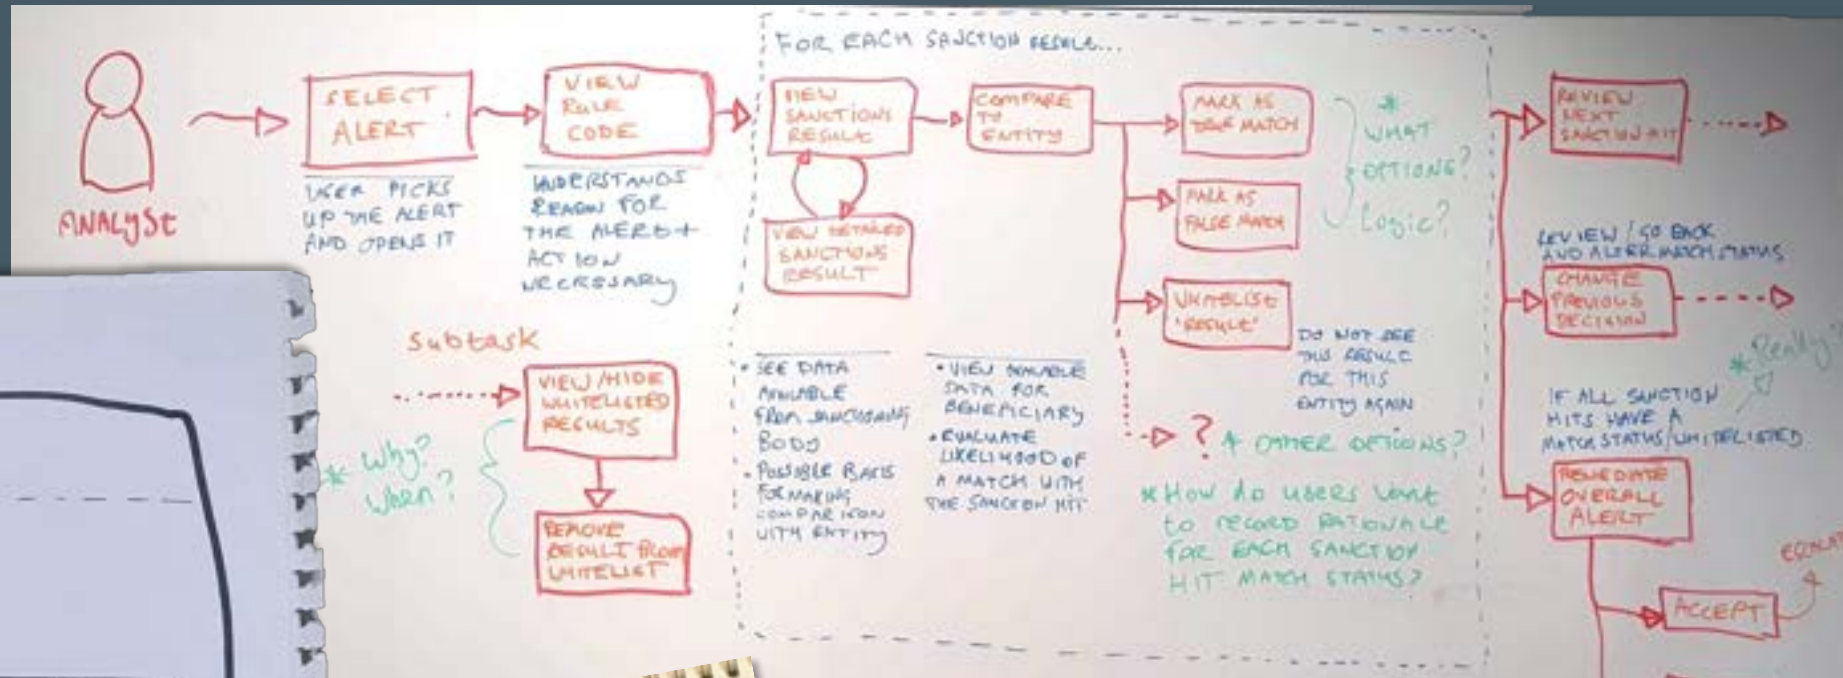 FOR EACH SANCTION RESULT...
ANALYST
SELECT
ALERT
USER PICKS
UP THE ALERT
AND OPENS IT
VIEW
RULE
CODE
UNDERSTANDS
REASON FOR
THE ALERT +
ACTION
NECESSARY
VIEW
SANCTIONS
RESULT
VIEW DETAILED
SANCTIONS
RESULT
COMPARE
TO
ENTITY
MARK AS
TRUE MATCH
MARK AS
FALSE MATCH
WHITELIST
'RESULT'
DO NOT SEE
THIS RESULT
FOR THIS
ENTITY AGAIN
*
WHAT
OPTIONS?
Logic?
• SEE DATA
AVAILABLE
FROM SANCTIONING
BODY
• POSSIBLE BASIS
FOR MAKING
COMPARISON
WITH ENTITY
• VIEW AVAILABLE
DATA FOR
BENEFICIARY
• EVALUATE
LIKELIHOOD OF
A MATCH WITH
THE SANCTION HIT
? * OTHER OPTIONS?
* HOW do users want
to record RATIONALE
FOR EACH SANCTION
HIT MATCH STATUS?
Subtask
VIEW/HIDE
WHITELISTED
RESULTS
REMOVE
RESULT FROM
WHITELIST
* Why?
When?
REVIEW
NEXT
SANCTION HIT
REVIEW / GO BACK
AND ALTER MATCH STATUS
CHANGE
PREVIOUS
DECISION
* Really?
IF ALL SANCTION
HITS HAVE A
MATCH STATUS/WHITELISTED
REMEDIATE
OVERALL
ALERT
ACCEPT